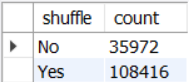 shuffle count
No 35972
Yes 108416